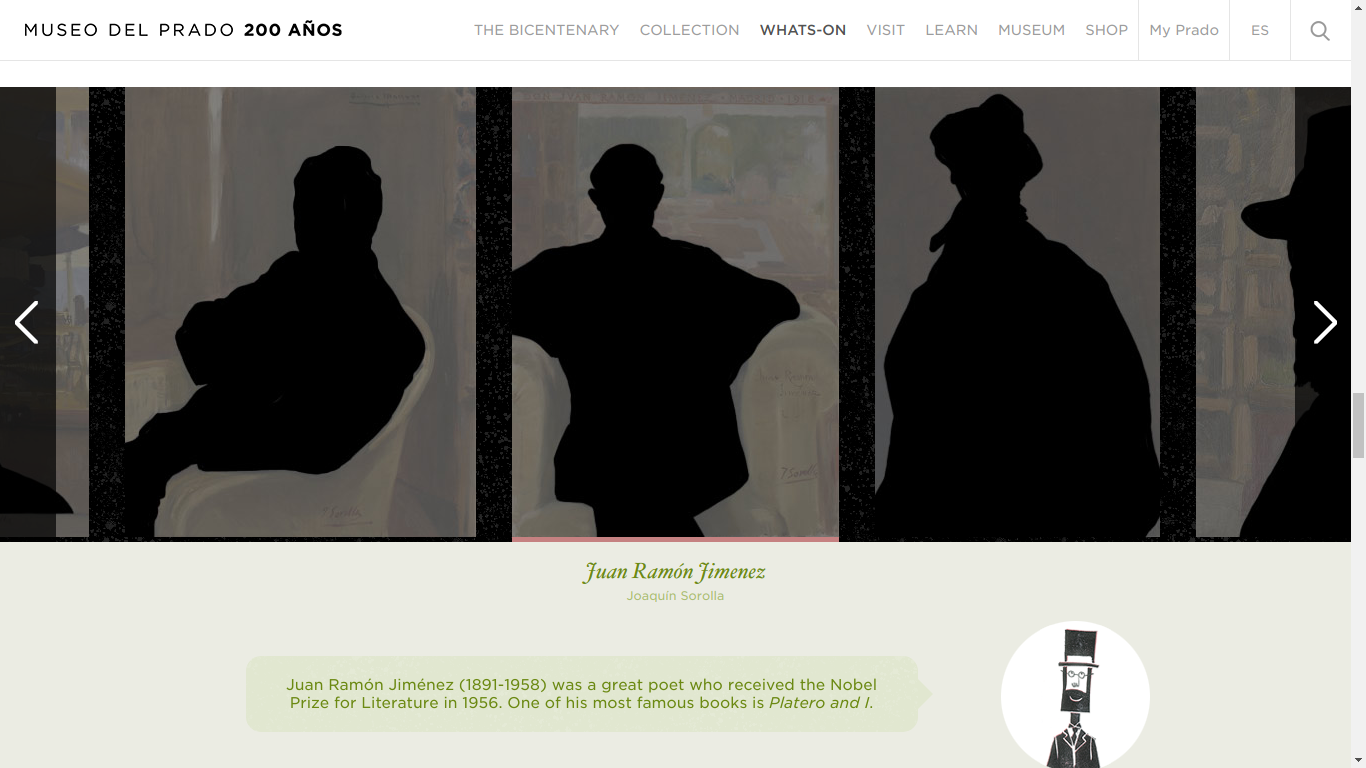 MUSEO DEL PRADO 200 AÑOS
THE BICENTENARY COLLECTION WHATS-ON VISIT LEARN MUSEUM SHOP My Prado ES
Juan Ramón Jimenez
Joaquín Sorolla
Juan Ramón Jiménez (1891-1958) was a great poet who received the Nobel
Prize for Literature in 1956. One of his most famous books is Platero and I.